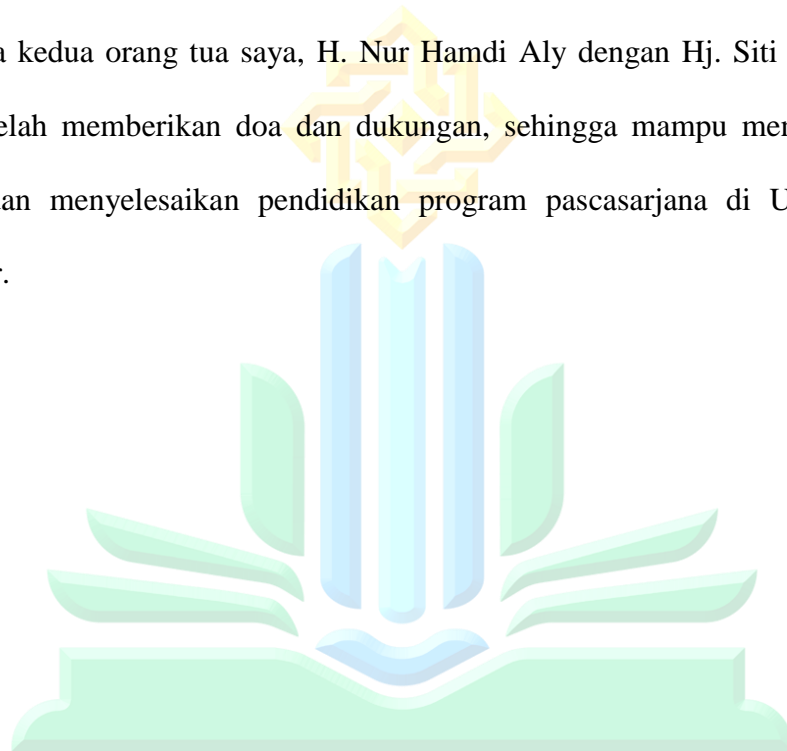 a kedua orang tua saya, H. Nur Hamdi Aly dengan Hj. Siti
elah memberikan doa dan dukungan, sehingga mampu mer
an menyelesaikan pendidikan program pascasarjana di U
.